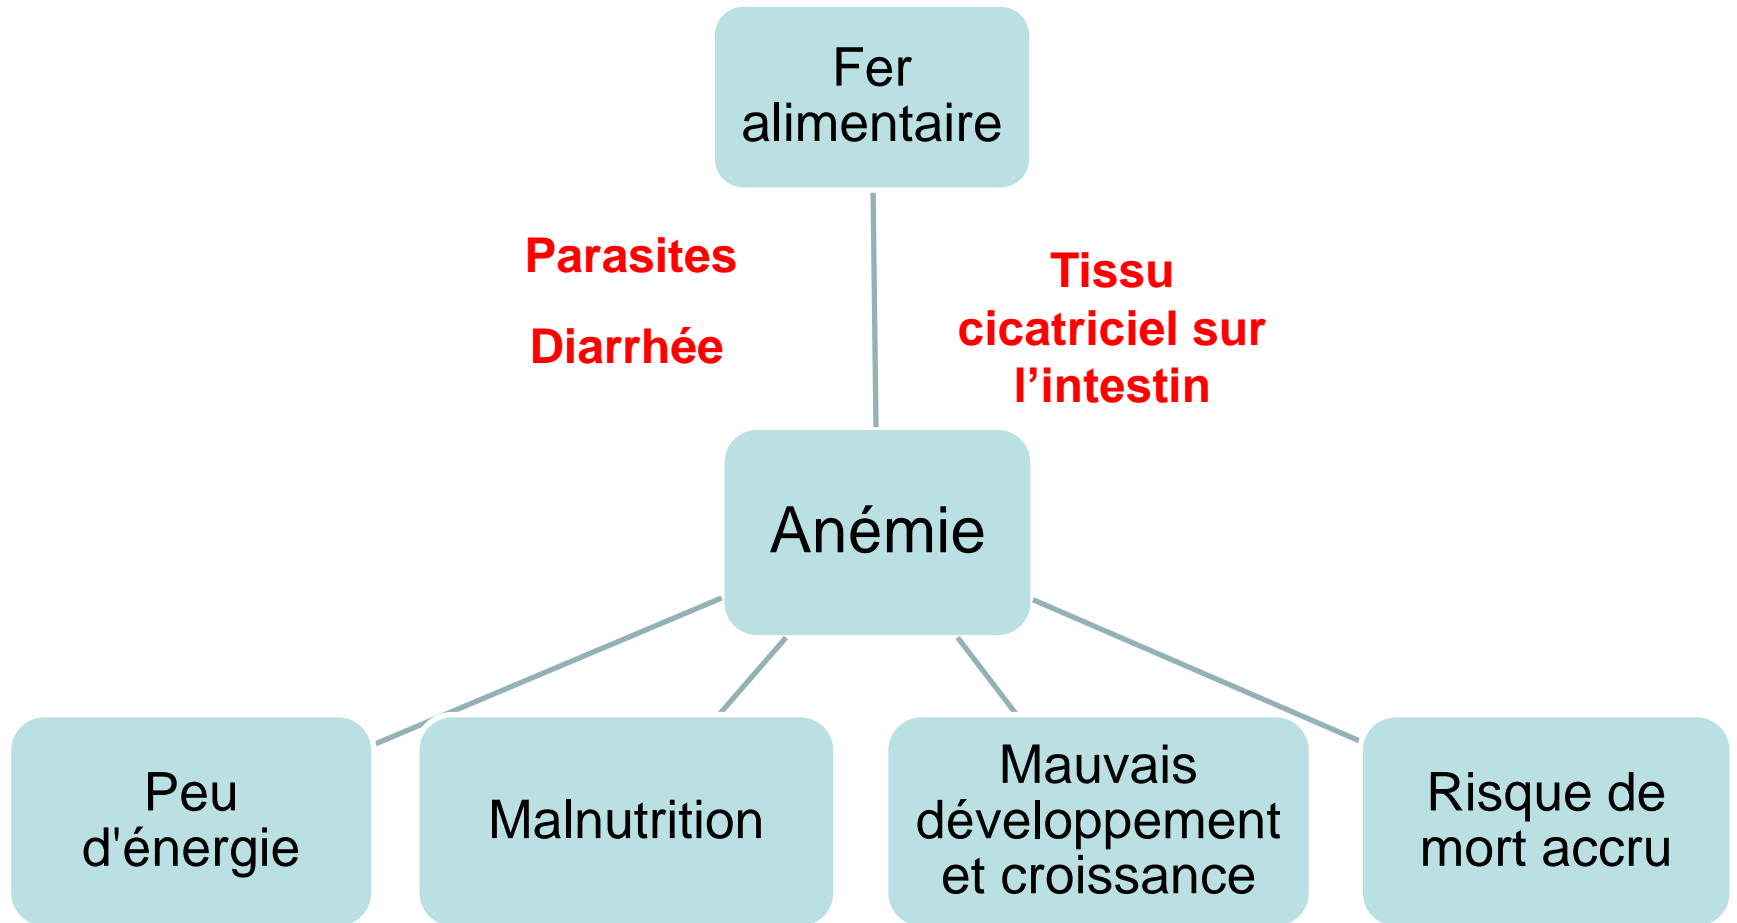 Fer
alimentaire
Parasites
Diarrhée
Tissu
cicatriciel sur
l’intestin
Anémie
Peu
d'énergie
Malnutrition
Mauvais
développement
et croissance
Risque de
mort accru